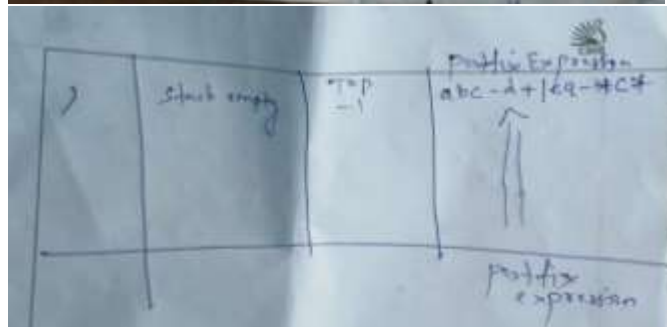 Postfix Expression
) Stack empty Top abc-d+/ea-*c*
-1
postfix
expression